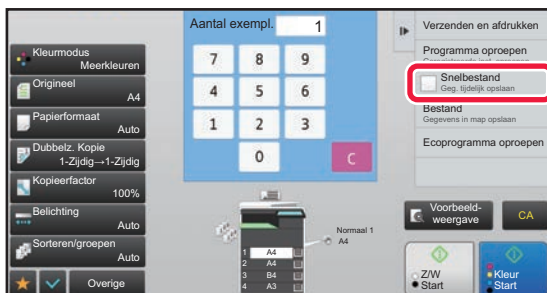 Aantal exempl. 1
Kleurmodus
Meerkleuren
Origineel
A4
Papierformaat
Auto
Dubbelz. Kopie
1-Zijdig→1-Zijdig
Kopieerfactor
100%
Belichting
Auto
Sorteren/groepen
Auto
Overige
7 8 9
4 5 6
1 2 3
0 C
Normaal 1
A4
1 A4
2 A4
3 B4
4 A3
Verzenden en afdrukken
Programma oproepen
Snelbestand
Geg. tijdelijk opslaan
Bestand
Gegevens in map opslaan
Ecoprogramma oproepen
Voorbeeld-
weergave
CA
Z/W
Start
Kleur
Start